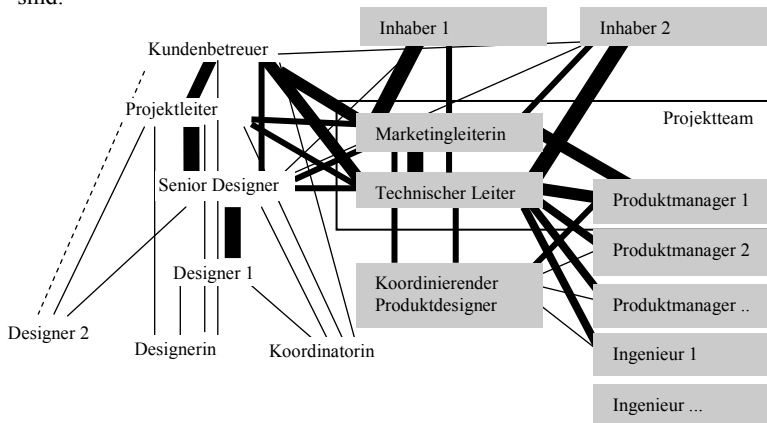 sind.
Inhaber 1
Inhaber 2
Kundenbetreuer
Projektleiter
Projektteam
Marketingleiterin
Senior Designer
Technischer Leiter
Produktmanager 1
Produktmanager 2
Designer 1
Koordinierender
Produktdesigner
Produktmanager ..
Designer 2
Designerin
Koordinatorin
Ingenieur 1
Ingenieur ...